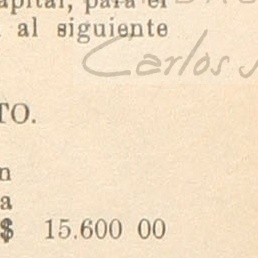 apital, para el
al siguiente
Carlos
TO.
n
a
$ 15.600 00